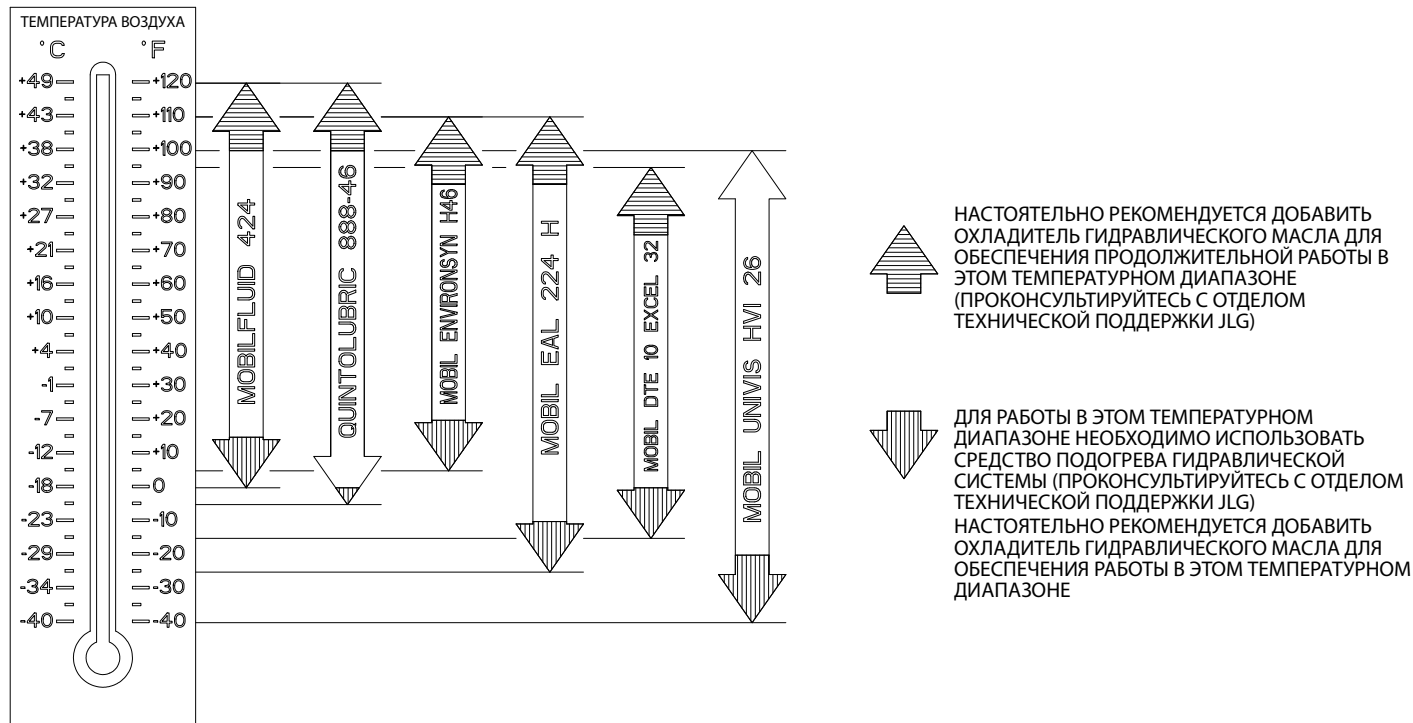 ТЕМПЕРАТУРА ВОЗДУХА
°C °F
+49 +120
+43 +110
+38 +100
+32 +90
+27 +80
+21 +70
+16 +60
+10 +50
+4 +40
-1 +30
-7 +20
-12 +10
-18 0
-23 -10
-29 -20
-34 -30
-40 -40
MOBILFLUID 424
QUINTOLUBRIC 888-46
MOBIL ENVIRONSYN H46
MOBIL EAL 224 H
MOBIL DTE 10 EXCEL 32
MOBIL UNIVIS HVI 26
НАСТОЯТЕЛЬНО РЕКОМЕНДУЕТСЯ ДОБАВИТЬ
ОХЛАДИТЕЛЬ ГИДРАВЛИЧЕСКОГО МАСЛА ДЛЯ
ОБЕСПЕЧЕНИЯ ПРОДОЛЖИТЕЛЬНОЙ РАБОТЫ В
ЭТОМ ТЕМПЕРАТУРНОМ ДИАПАЗОНЕ
(ПРОКОНСУЛЬТИРУЙТЕСЬ С ОТДЕЛОМ
ТЕХНИЧЕСКОЙ ПОДДЕРЖКИ JLG)
ДЛЯ РАБОТЫ В ЭТОМ ТЕМПЕРАТУРНОМ
ДИАПАЗОНЕ НЕОБХОДИМО ИСПОЛЬЗОВАТЬ
СРЕДСТВО ПОДОГРЕВА ГИДРАВЛИЧЕСКОЙ
СИСТЕМЫ (ПРОКОНСУЛЬТИРУЙТЕСЬ С ОТДЕЛОМ
ТЕХНИЧЕСКОЙ ПОДДЕРЖКИ JLG)
НАСТОЯТЕЛЬНО РЕКОМЕНДУЕТСЯ ДОБАВИТЬ
ОХЛАДИТЕЛЬ ГИДРАВЛИЧЕСКОГО МАСЛА ДЛЯ
ОБЕСПЕЧЕНИЯ РАБОТЫ В ЭТОМ ТЕМПЕРАТУРНОМ
ДИАПАЗОНЕ